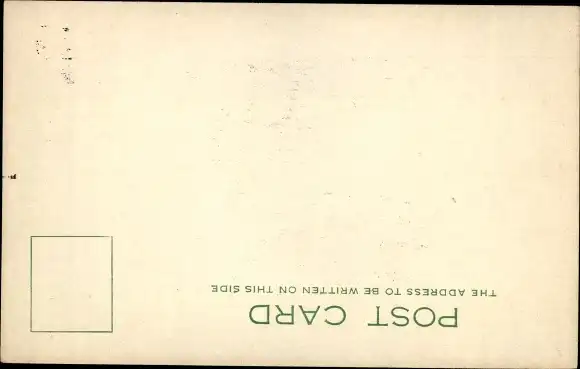 POST CARD
THE ADDRESS TO BE WRITTEN ON THIS SIDE